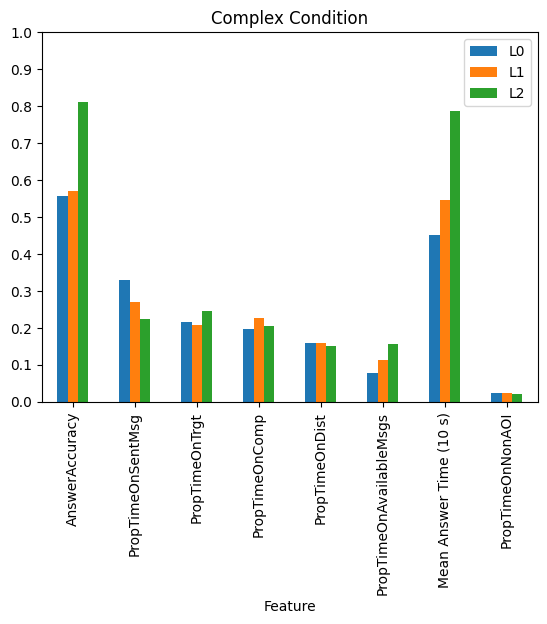 Complex Condition
1.0
0.9
0.8
0.7
0.6
0.5
0.4
0.3
0.2
0.1
0.0
L0
L1
L2
AnswerAccuracy
PropTimeOnSentMsg
PropTimeOnTrgt
PropTimeOnComp
PropTimeOnDist
PropTimeOnAvailableMsgs
Mean Answer Time (10 s)
PropTimeOnNonAOI
Feature